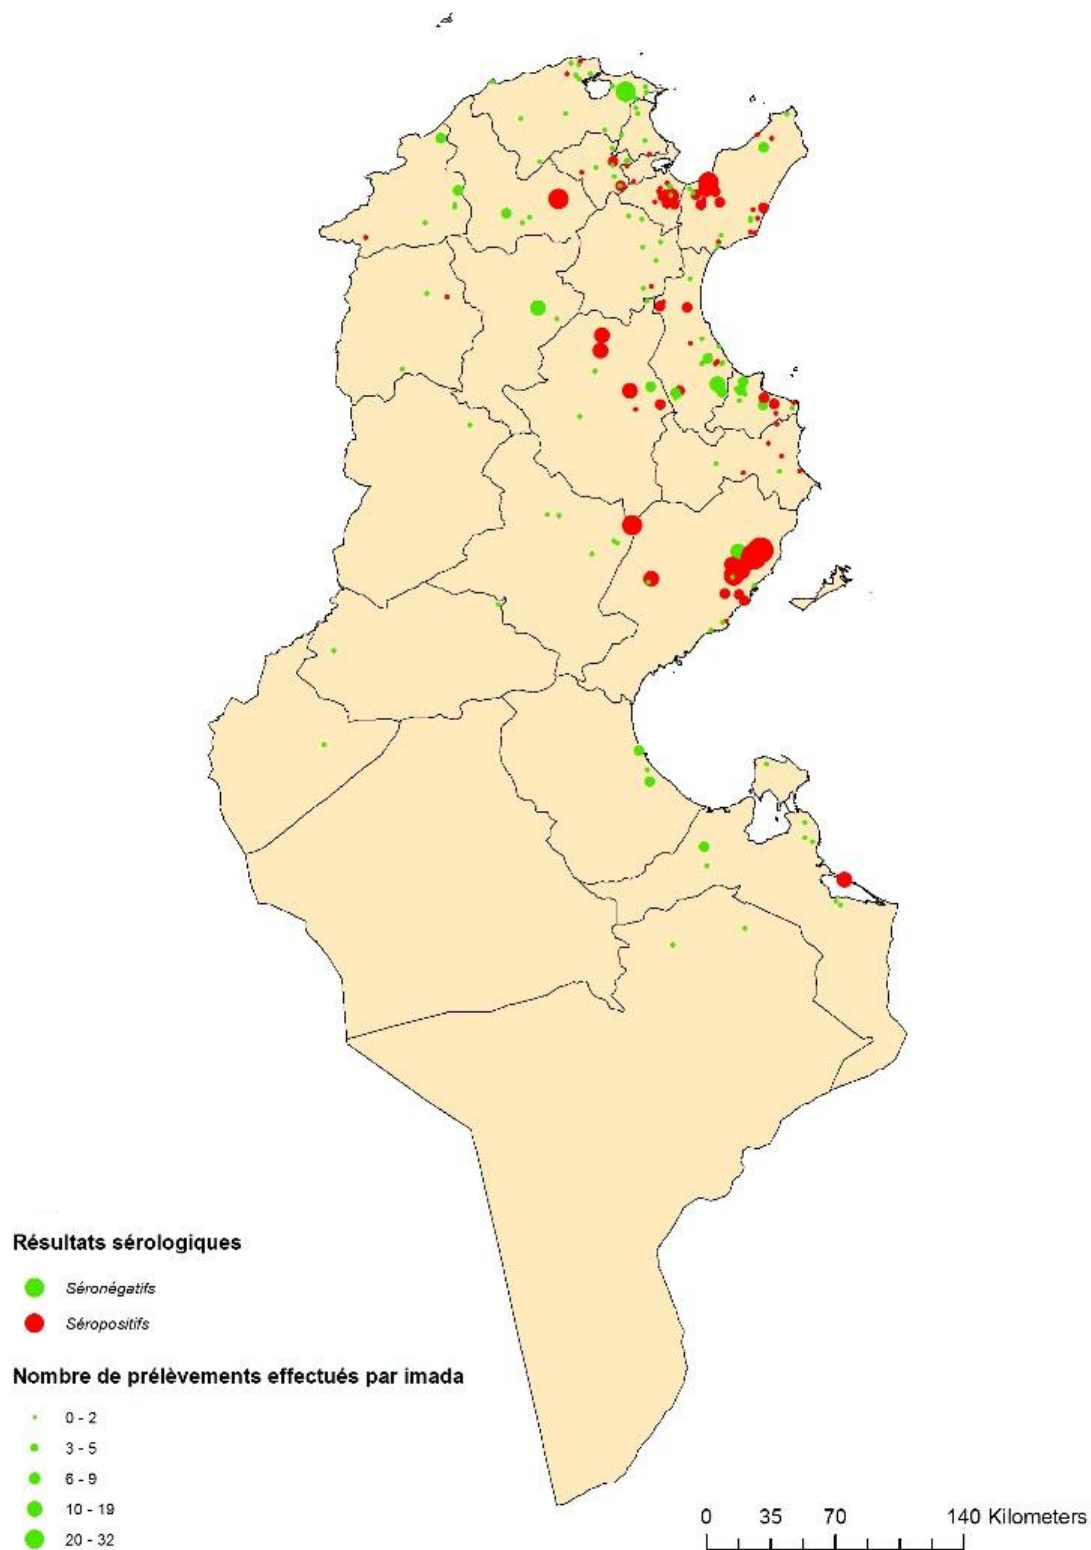 Résultats sérologiques
Séronégatifs
Séropositifs
Nombre de prélèvements effectués par imada
0 - 2
3 - 5
6 - 9
10 - 19
20 - 32
0 35 70 140 Kilometers